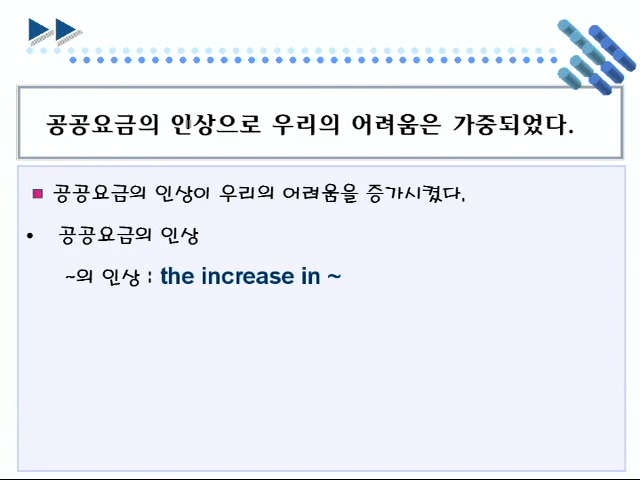 공공요금의 인상으로 우리의 어려움은 가중되었다.
■ 공공요금의 인상이 우리의 어려움을 증가시켰다.
• 공공요금의 인상
~의 인상 : the increase in ~